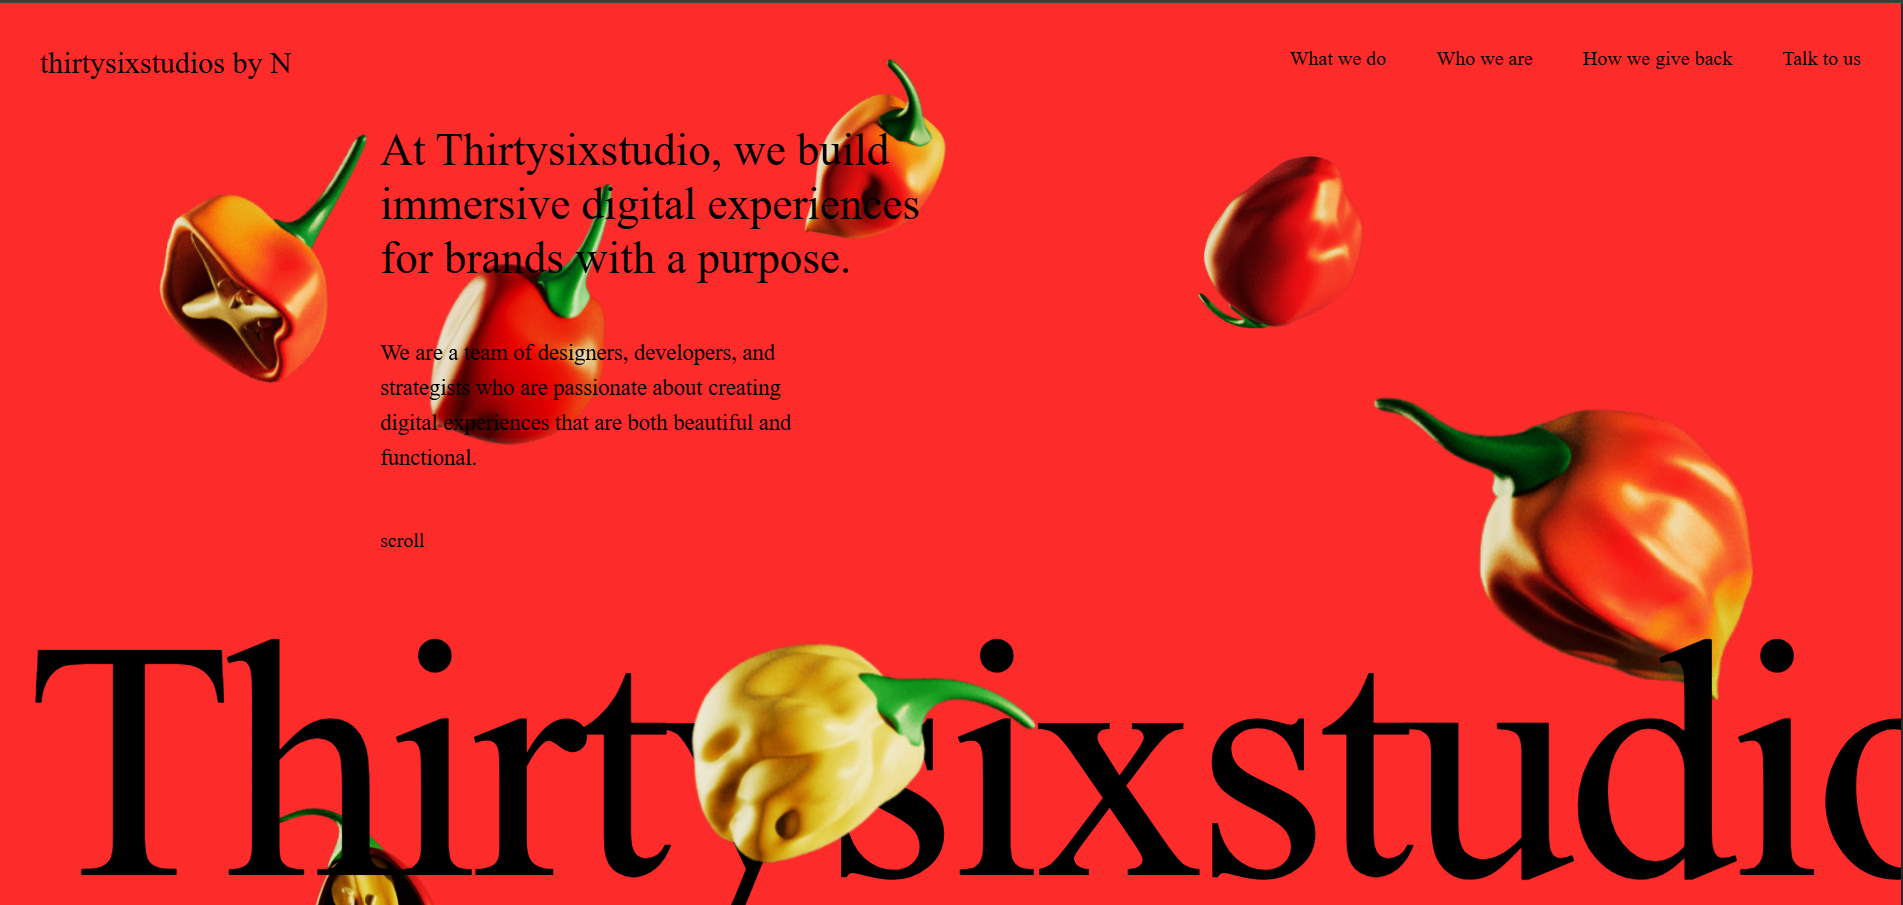 thirtysixstudios by N
What we do
Who we are
How we give back
Talk to us
At Thirtysixstudio, we build
immersive digital experiences
for brands with a purpose.
We are a team of designers, developers, and
strategists who are passionate about creating
digital experiences that are both beautiful and
functional.
scroll
Thirtysixstudio